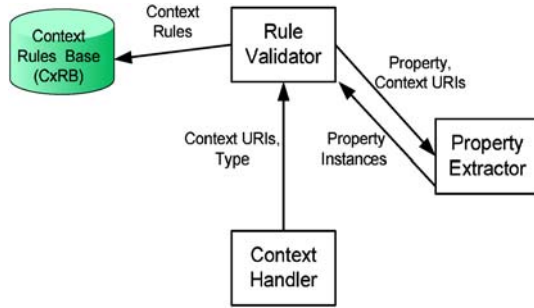 Context
Rules
Context
Rules Base
(CxRB)
Rule
Validator
Property,
Context URIs
Context URIs,
Type
Property
Instances
Property
Extractor
Context
Handler